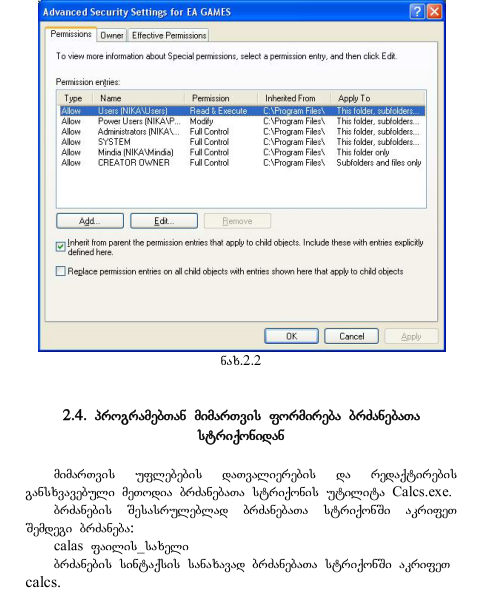 Advanced Security Settings for EA GAMES
Permissions Owner Effective Permissions
To view more information about Special permissions, select a permission entry, and then click Edit.
Permission entries:
Type Name Permission Inherited From Apply To
Allow Users (NIKA\Users) Read & Execute C:\Program Files\ This folder, subfolders...
Allow Power Users (NIKA\P... Modify C:\Program Files\ This folder, subfolders...
Allow Administrators (NIKA\... Full Control C:\Program Files\ This folder, subfolders...
Allow SYSTEM Full Control C:\Program Files\ This folder, subfolders...
Allow Mindia (NIKA\Mindia) Full Control C:\Program Files\ This folder only
Allow CREATOR OWNER Full Control C:\Program Files\ Subfolders and files only
Add... Edit... Remove
Inherit from parent the permission entries that apply to child objects. Include these with entries explicitly
defined here.
Replace permission entries on all child objects with entries shown here that apply to child objects
OK Cancel Apply
ნახ.2.2
2.4. პროგრამებთან მიმართვის ფორმირება ბრძანებათა
სტრიქონიდან
მიმართვის უფლებების დათვალიერების და რედაქტირების
განსხვავებული მეთოდია ბრძანებათა სტრიქონის უტილიტა Calcs.exe.
ბრძანების შესასრულებლად ბრძანებათა სტრიქონში აკრიფეთ
შემდეგი ბრძანება:
calas ფაილის_სახელი
ბრძანების სინტაქსის სანახავად ბრძანებათა სტრიქონში აკრიფეთ
calcs.